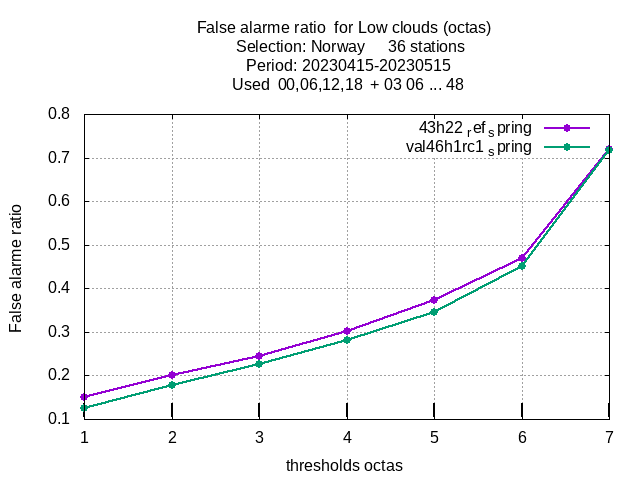 False alarme ratio  for Low clouds (octas)
Selection: Norway     36 stations
Period: 20230415-20230515
Used  00,06,12,18  + 03 06 ... 48
43h22ref spring
val46h1rc1 spring
0.8
0.7
0.6
0.5
0.4
0.3
0.2
0.1
False alarme ratio
1 2 3 4 5 6 7
thresholds octas